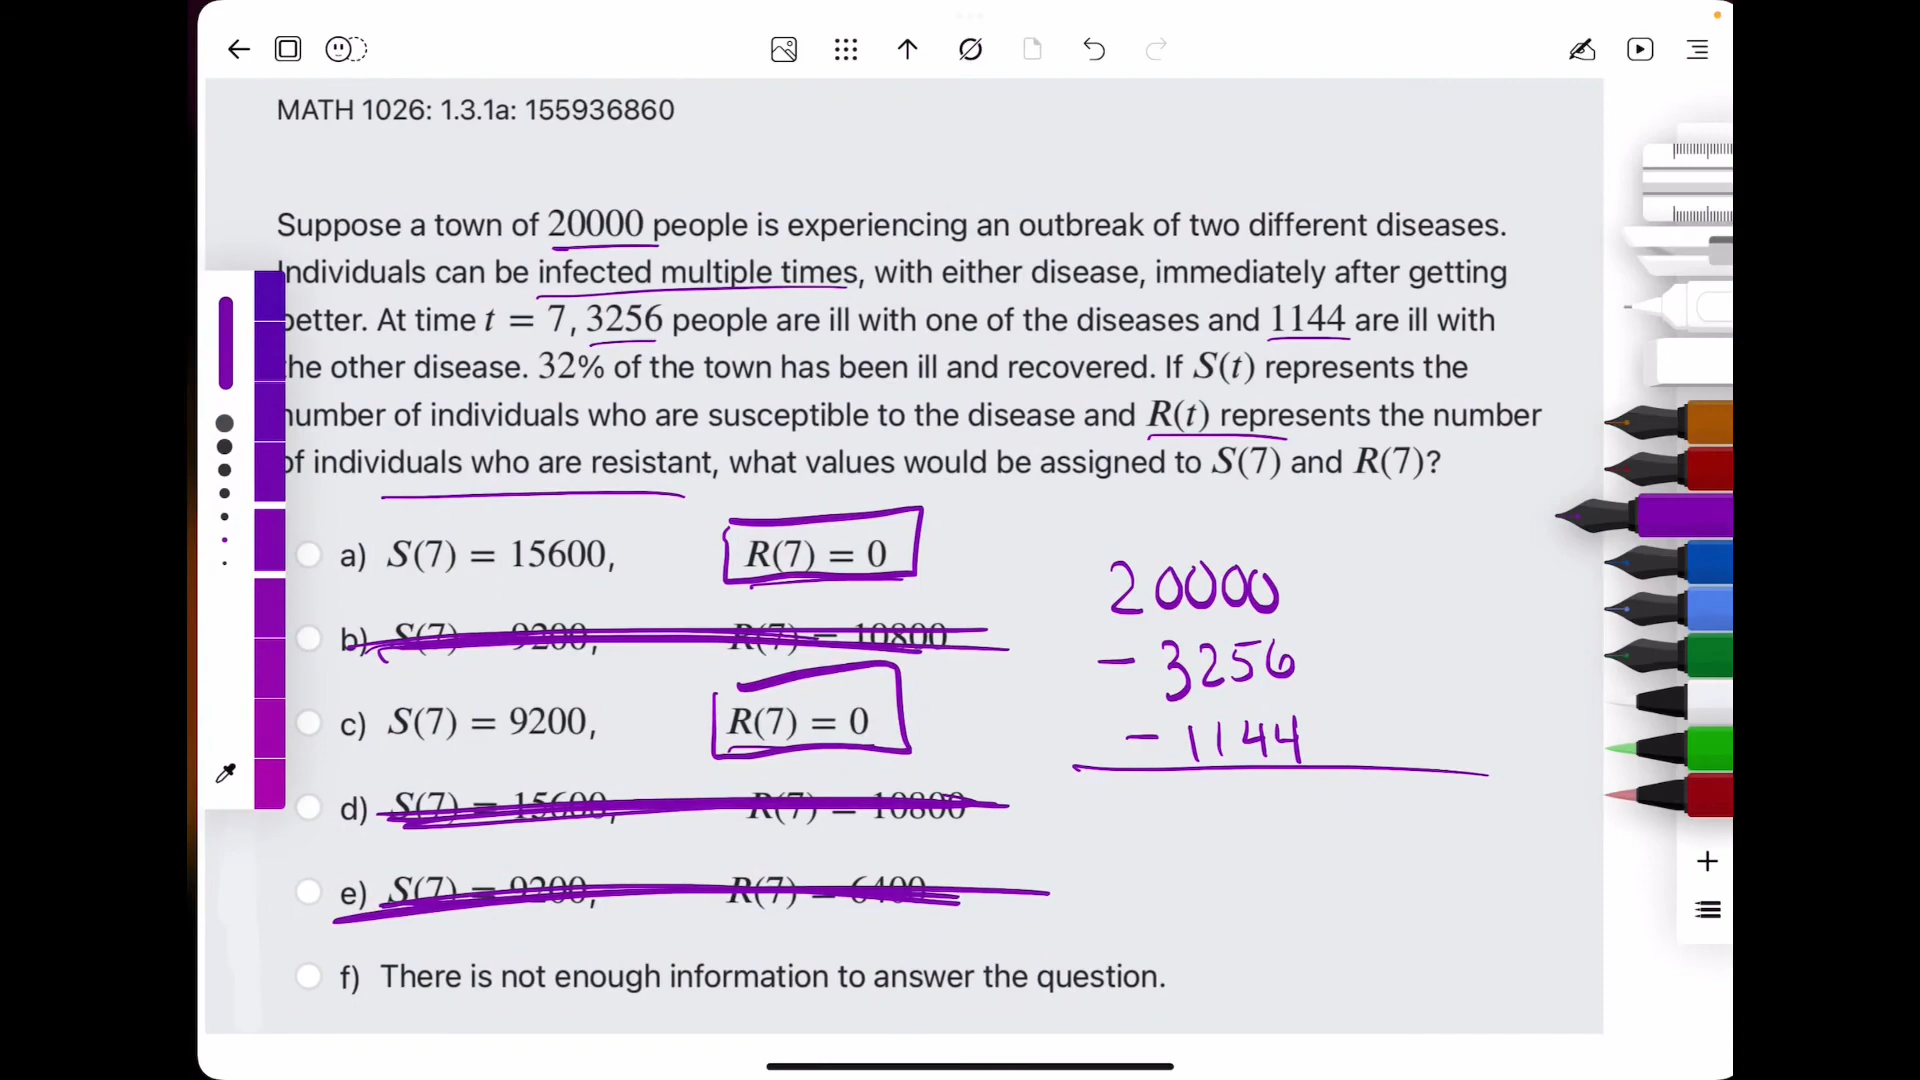 MATH 1026: 1.3.1a: 155936860
Suppose a town of 20000 people is experiencing an outbreak of two different diseases.
Individuals can be infected multiple times, with either disease, immediately after getting
better. At time t = 7, 3256 people are ill with one of the diseases and 1144 are ill with
the other disease. 32% of the town has been ill and recovered. If S(t) represents the
number of individuals who are susceptible to the disease and R(t) represents the number
of individuals who are resistant, what values would be assigned to S(7) and R(7)?
a) S(7) = 15600, R(7) = 0
b) S(7) = 9200, R(7) = 10800
c) S(7) = 9200, R(7) = 0
d) S(7) = 15600, R(7) = 10800
e) S(7) = 9200, R(7) = 6400
f) There is not enough information to answer the question.
20000
− 3256
− 1144